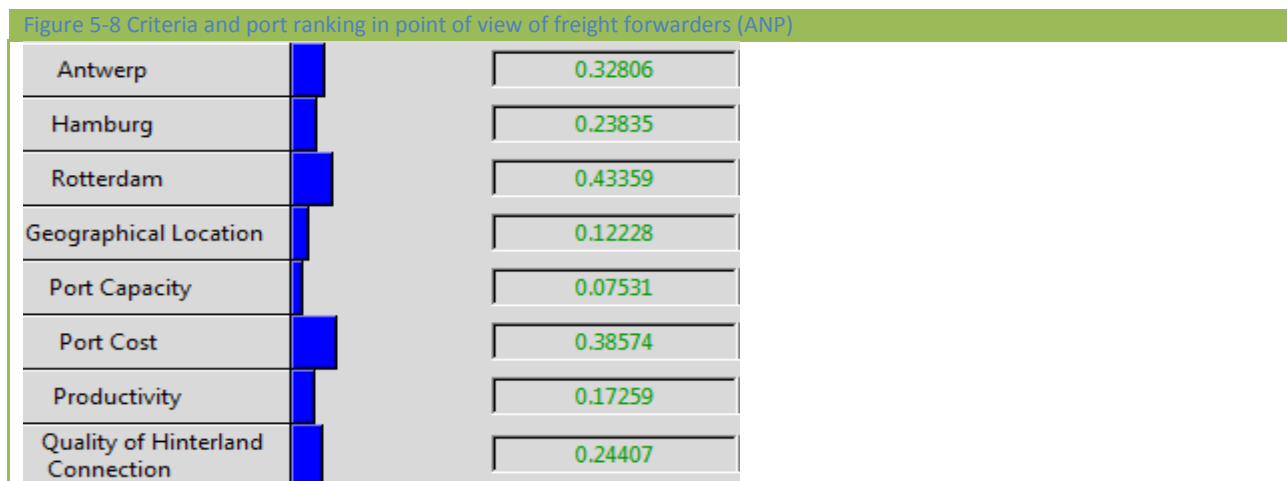 Figure 5-8 Criteria and port ranking in point of view of freight forwarders (ANP)
Antwerp 0.32806
Hamburg 0.23835
Rotterdam 0.43359
Geographical Location 0.12228
Port Capacity 0.07531
Port Cost 0.38574
Productivity 0.17259
Quality of Hinterland
Connection 0.24407